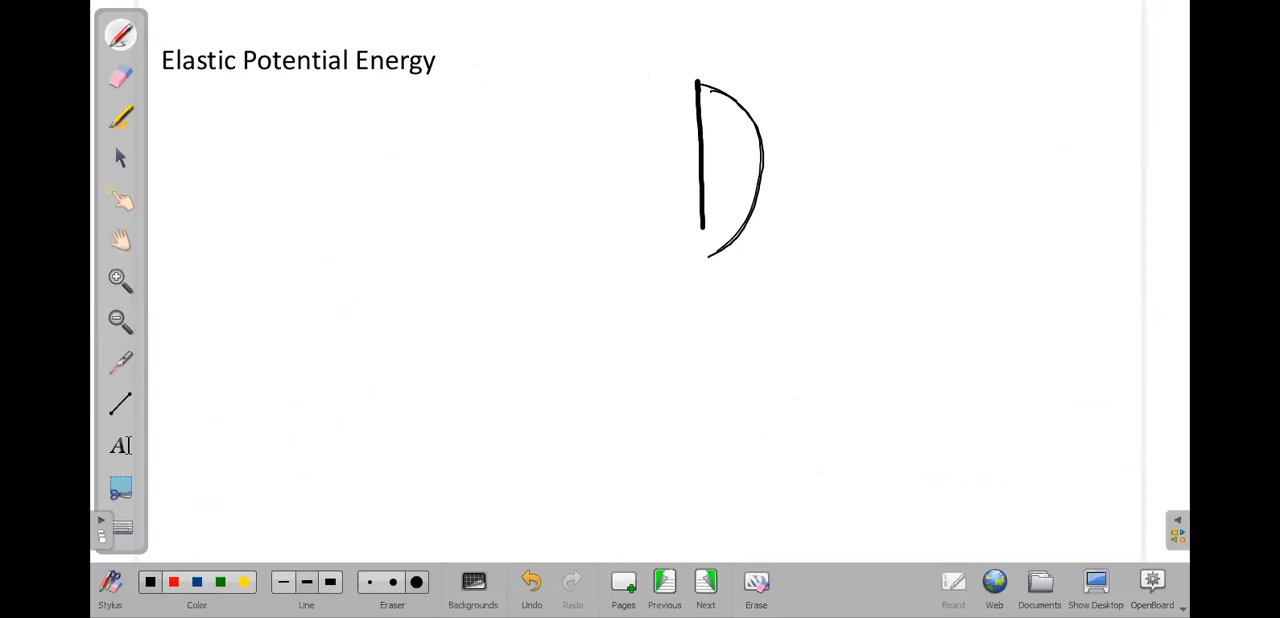 Elastic Potential Energy
A
Stylus
Color
Line
Eraser
Backgrounds
Undo
Redo
Pages
Previous
Next
Erase
Board
Web
Documents
Show Desktop
OpenBoard